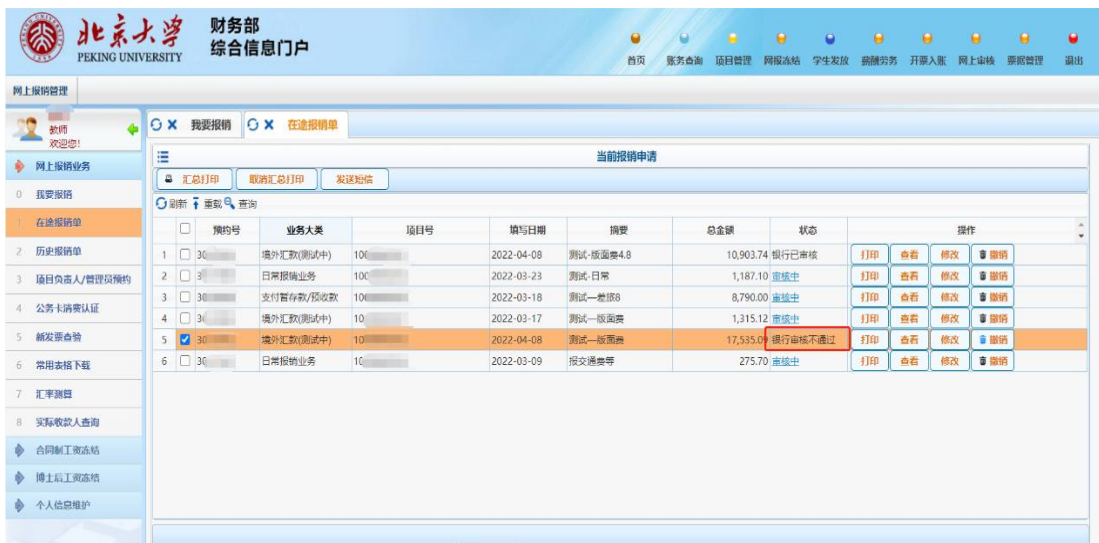 北京大学
PEKING UNIVERSITY
财务部
综合信息门户
首页 账务查询 项目管理 网报冻结 学生发放 薪酬劳务 开票入账 网上审核 票据管理 退出
网上报销管理
教师
欢迎您!
我要报销 在途报销单
网上报销业务
0 我要报销
1 在途报销单
2 历史报销单
3 项目负责人/管理员预约
4 公务卡消费认证
5 新发票查验
6 常用表格下载
7 汇率测算
8 实际收款人查询
合同制工资冻结
博士后工资冻结
个人信息维护
当前报销申请
汇总打印 取消汇总打印 发送短信
刷新 重载 查询
预约号 业务大类 项目号 填写日期 摘要 总金额 状态 操作
1 30 境外汇款(测试中) 100 2022-04-08 测试-版面费4.8 10,903.74 银行已审核 打印 查看 修改 撤销
2 3 日常报销业务 100 2022-03-23 测试-日常 1,187.10 审核中 打印 查看 修改 撤销
3 30 支付暂存款/预收款 100 2022-03-18 测试—差旅8 8,790.00 审核中 打印 查看 修改 撤销
4 30 境外汇款(测试中) 10 2022-03-17 测试—版面费 1,315.12 审核中 打印 查看 修改 撤销
5 30 境外汇款(测试中) 10 2022-04-08 测试—版面费 17,535.09 银行审核不通过 打印 查看 修改 撤销
6 30 日常报销业务 10 2022-03-09 报交通费等 275.70 审核中 打印 查看 修改 撤销